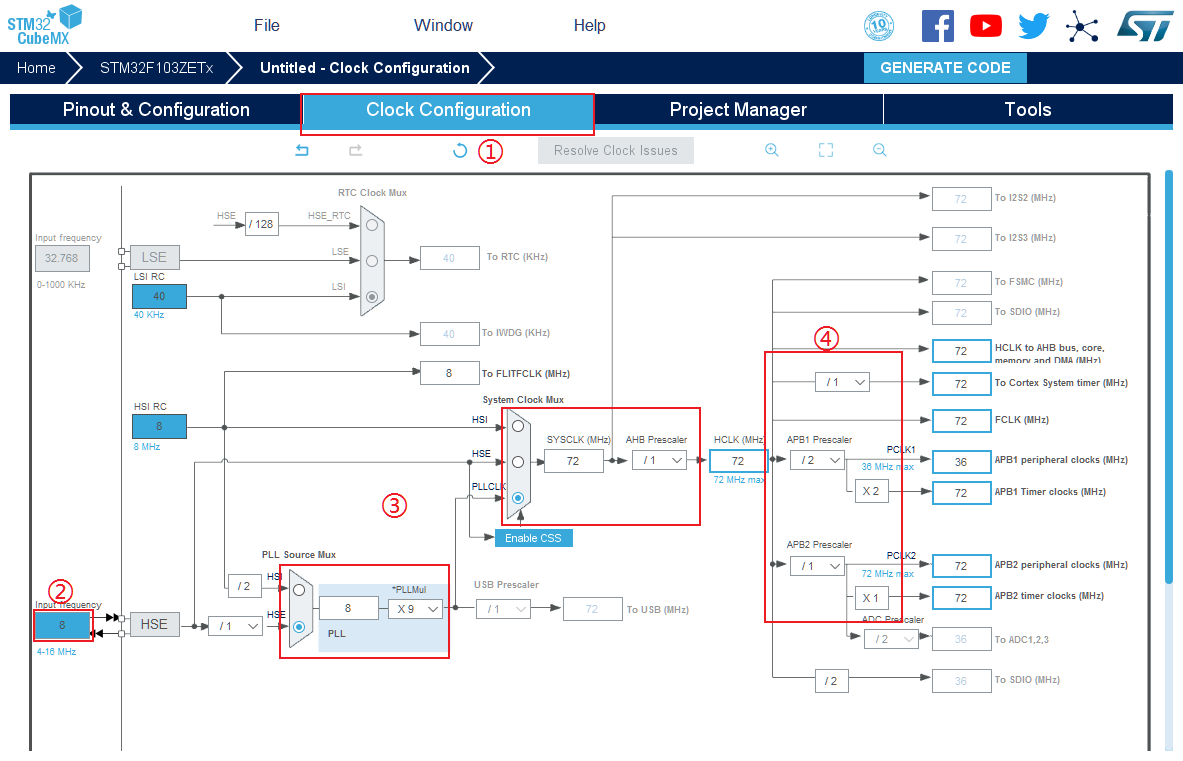 STM32
CubeMX
File
Window
Help
10
Home
STM32F103ZETx
Untitled - Clock Configuration
GENERATE CODE
Pinout & Configuration
Clock Configuration
Project Manager
Tools
①
Resolve Clock Issues
RTC Clock Mux
HSE
/ 128
HSE_RTC
Input frequency
32.768
0-1000 KHz
LSE
LSE
40
To RTC (KHz)
LSI RC
40
40 KHz
LSI
40
To IWDG (KHz)
8
To FLITFCLK (MHz)
HSI RC
8
8 MHz
System Clock Mux
HSI
HSE
PLLCLK
SYSCLK (MHz)
72
AHB Prescaler
/ 1
HCLK (MHz)
72
72 MHz max
③
Enable CSS
PLL Source Mux
/ 2
HSI
HSE
8
*PLLMul
X 9
PLL
USB Prescaler
/ 1
72
To USB (MHz)
②
Input frequency
8
4-16 MHz
HSE
/ 1
72
To I2S2 (MHz)
72
To I2S3 (MHz)
72
To FSMC (MHz)
72
To SDIO (MHz)
④
72
HCLK to AHB bus, core,
memory and DMA (MHz)
/ 1
72
To Cortex System timer (MHz)
72
FCLK (MHz)
APB1 Prescaler
/ 2
PCLK1
36 MHz max
36
APB1 peripheral clocks (MHz)
X 2
72
APB1 Timer clocks (MHz)
APB2 Prescaler
/ 1
PCLK2
72 MHz max
72
APB2 peripheral clocks (MHz)
X 1
72
APB2 timer clocks (MHz)
ADC Prescaler
/ 2
36
To ADC1,2,3
/ 2
36
To SDIO (MHz)